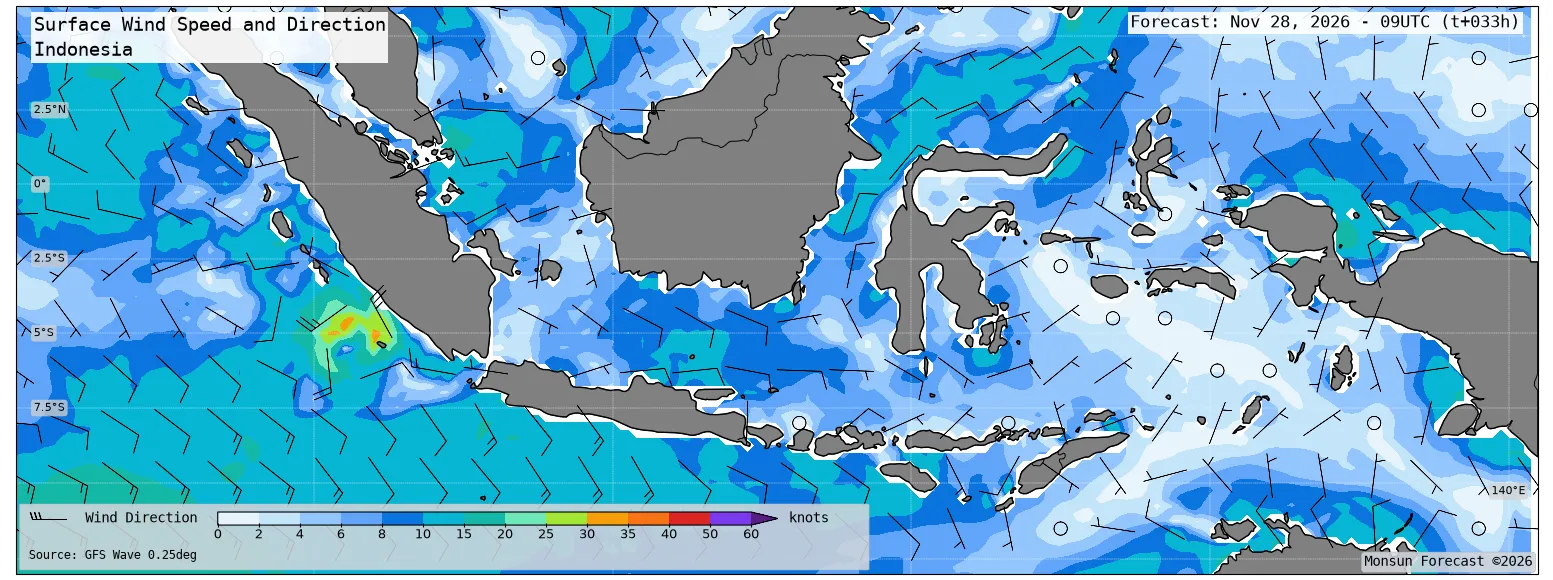 Surface Wind Speed and Direction
Indonesia
Forecast: Nov 28, 2026 - 09UTC (t+033h)
2.5°N
0°
2.5°S
5°S
7.5°S
140°E
Wind Direction
0 2 4 6 8 10 15 20 25 30 35 40 50 60
knots
Source: GFS Wave 0.25deg
Monsun Forecast ©2026